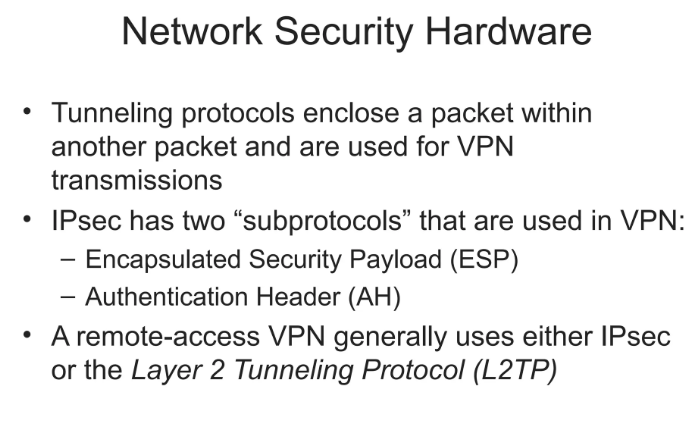 Network Security Hardware
• Tunneling protocols enclose a packet within
another packet and are used for VPN
transmissions
• IPsec has two “subprotocols” that are used in VPN:
– Encapsulated Security Payload (ESP)
– Authentication Header (AH)
• A remote-access VPN generally uses either IPsec
or the Layer 2 Tunneling Protocol (L2TP)